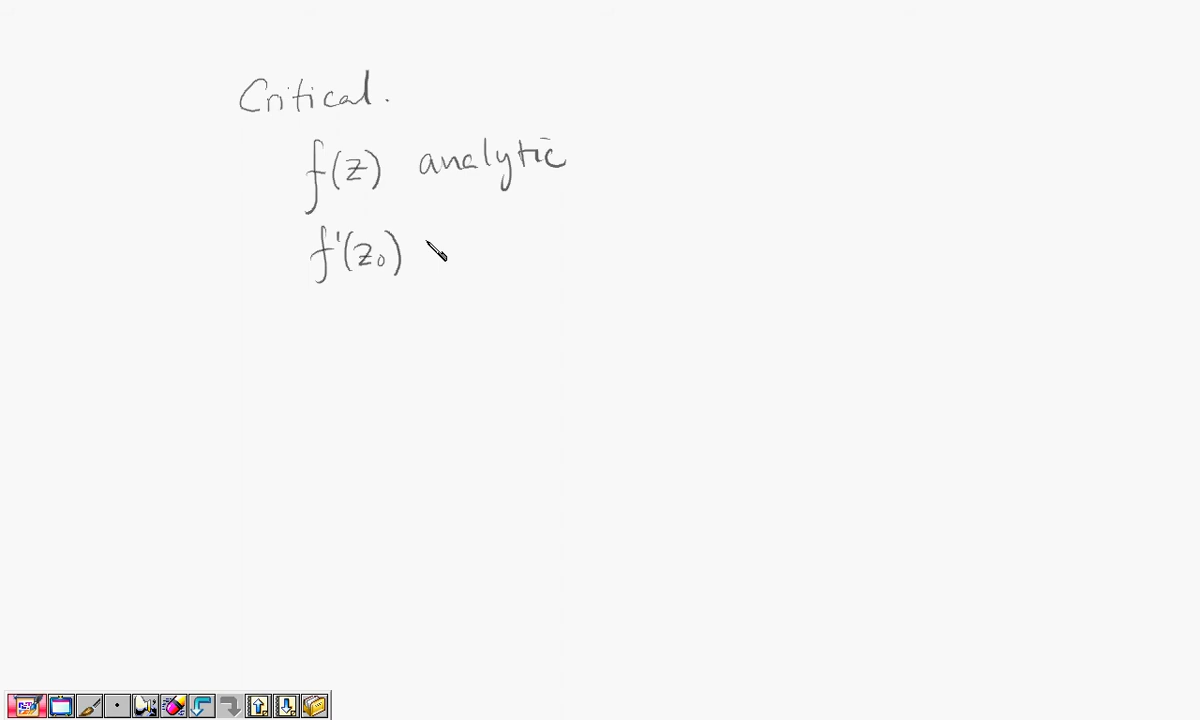 Critical.
f(z) analytic
f'(z₀)